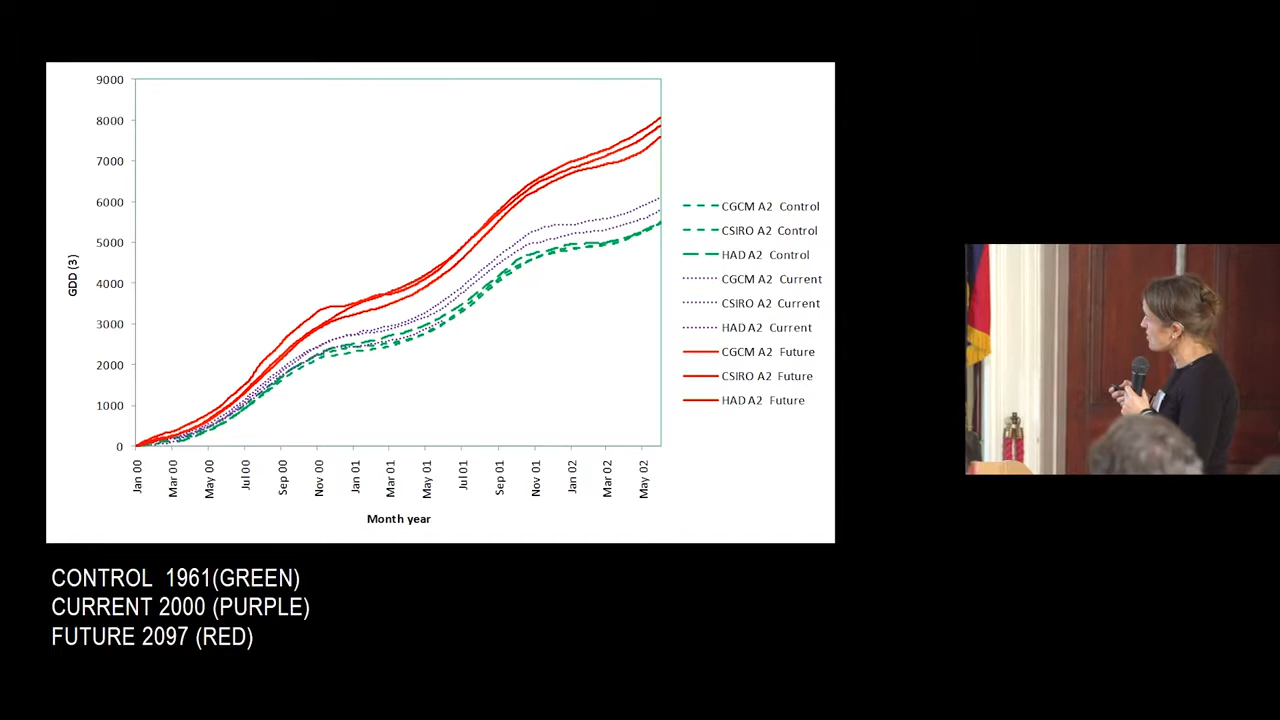 9000
8000
7000
6000
5000
4000
3000
2000
1000
0
GDD (3)
Jan 00
Mar 00
May 00
Jul 00
Sep 00
Nov 00
Jan 01
Mar 01
May 01
Jul 01
Sep 01
Nov 01
Jan 02
Mar 02
May 02
Month year
CGCM A2 Control
CSIRO A2 Control
HAD A2 Control
CGCM A2 Current
CSIRO A2 Current
HAD A2 Current
CGCM A2 Future
CSIRO A2 Future
HAD A2 Future
CONTROL 1961(GREEN)
CURRENT 2000 (PURPLE)
FUTURE 2097 (RED)